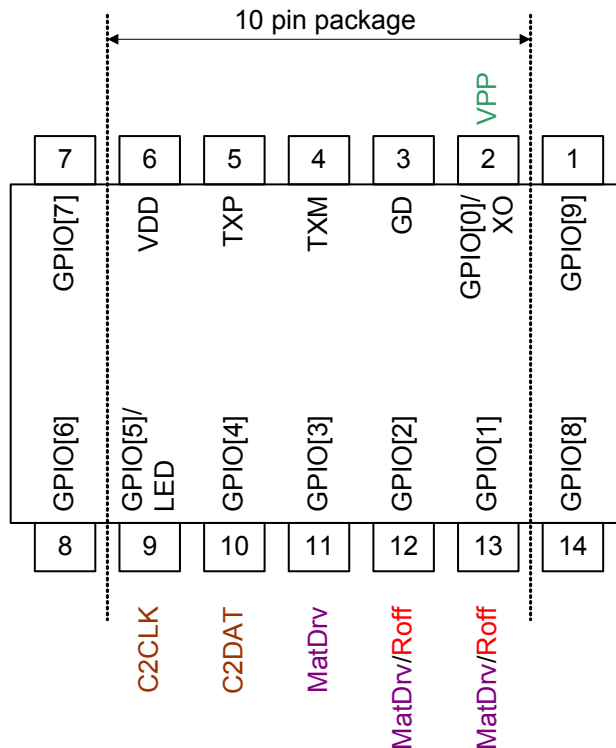 10 pin package
VPP
7 6 5 4 3 2 1
GPIO[7]
VDD
TXP
TXM
GD
GPIO[0]/
XO
GPIO[9]
GPIO[6]
GPIO[5]/
LED
GPIO[4]
GPIO[3]
GPIO[2]
GPIO[1]
GPIO[8]
8 9 10 11 12 13 14
C2CLK
C2DAT
MatDrv
MatDrv/Roff
MatDrv/Roff